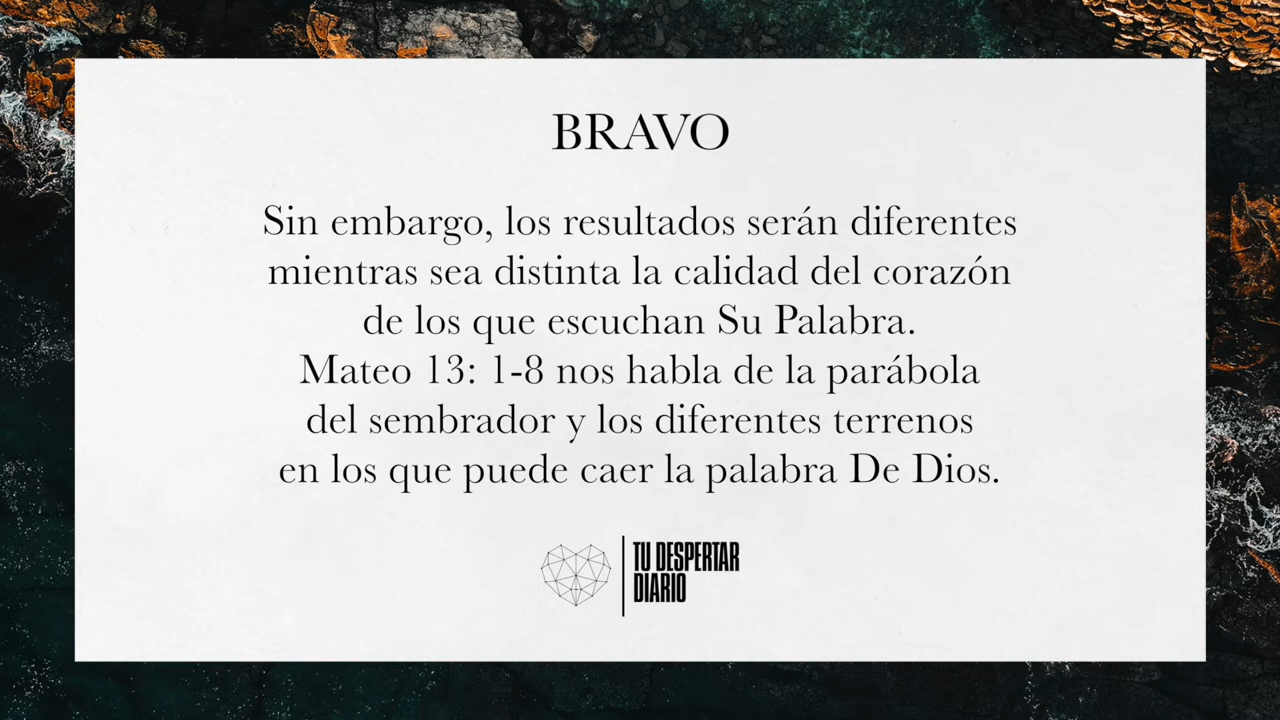 BRAVO
Sin embargo, los resultados serán diferentes
mientras sea distinta la calidad del corazón
de los que escuchan Su Palabra.
Mateo 13: 1-8 nos habla de la parábola
del sembrador y los diferentes terrenos
en los que puede caer la palabra De Dios.
TU DESPERTAR
DIARIO